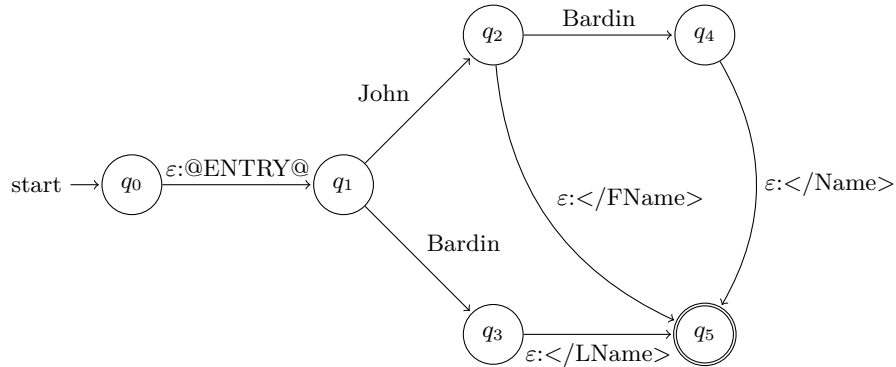 q2
Bardin
q4
John
start
q0
ε:@ENTRY@
q1
ε:</FName>
ε:</Name>
Bardin
q3
ε:</LName>
q5